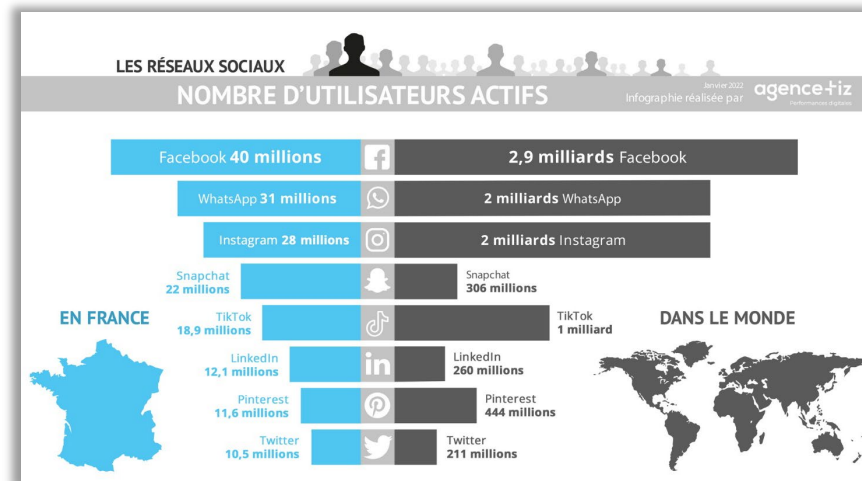 LES RÉSEAUX SOCIAUX
NOMBRE D'UTILISATEURS ACTIFS
Janvier 2022
Infographie réalisée par
agence-tiz
Performances digitales
Facebook 40 millions
2,9 milliards Facebook
WhatsApp 31 millions
2 milliards WhatsApp
Instagram 28 millions
2 milliards Instagram
Snapchat
22 millions
Snapchat
306 millions
EN FRANCE
TikTok
18,9 millions
TikTok
1 milliard
DANS LE MONDE
LinkedIn
12,1 millions
in
LinkedIn
260 millions
Pinterest
11,6 millions
Pinterest
444 millions
Twitter
10,5 millions
Twitter
211 millions